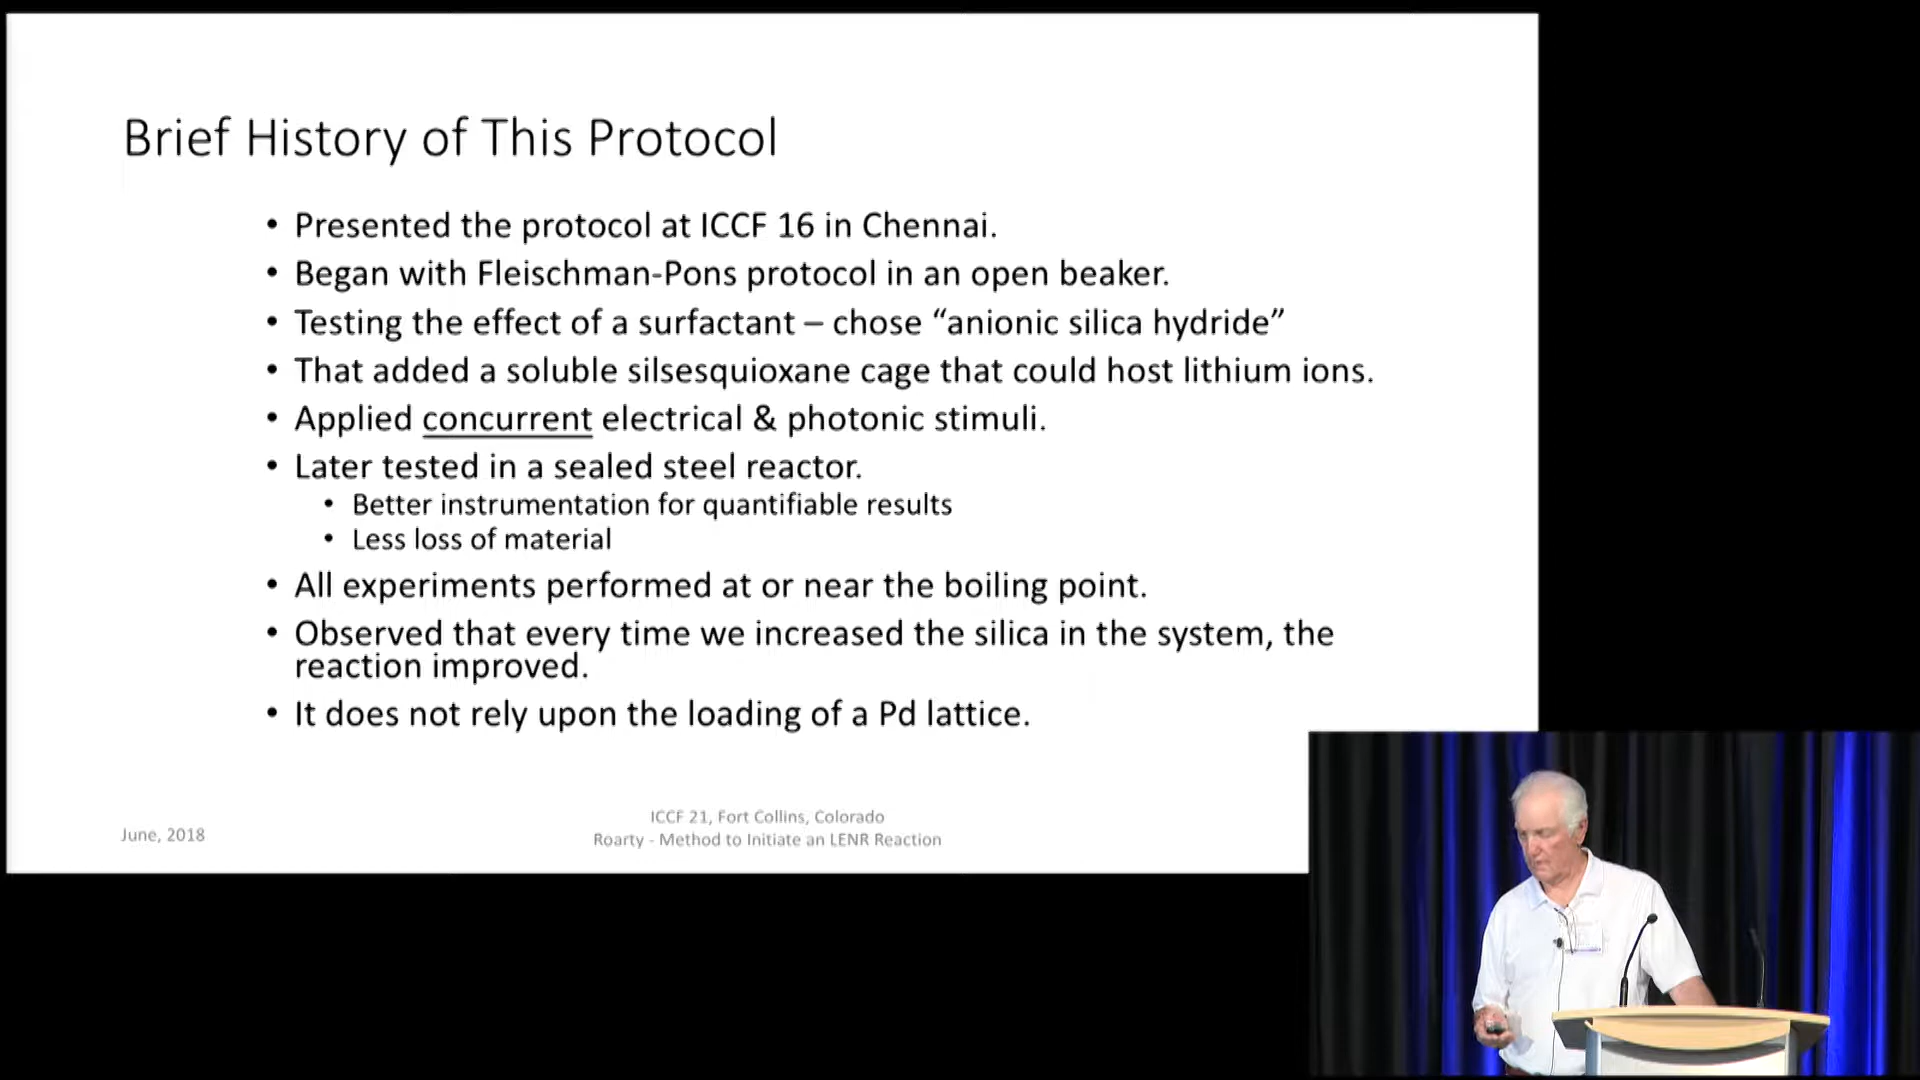 Brief History of This Protocol
• Presented the protocol at ICCF 16 in Chennai.
• Began with Fleischman-Pons protocol in an open beaker.
• Testing the effect of a surfactant – chose “anionic silica hydride”
• That added a soluble silsesquioxane cage that could host lithium ions.
• Applied concurrent electrical & photonic stimuli.
• Later tested in a sealed steel reactor.
• Better instrumentation for quantifiable results
• Less loss of material
• All experiments performed at or near the boiling point.
• Observed that every time we increased the silica in the system, the
reaction improved.
• It does not rely upon the loading of a Pd lattice.
June, 2018
ICCF 21, Fort Collins, Colorado
Roarty - Method to Initiate an LENR Reaction